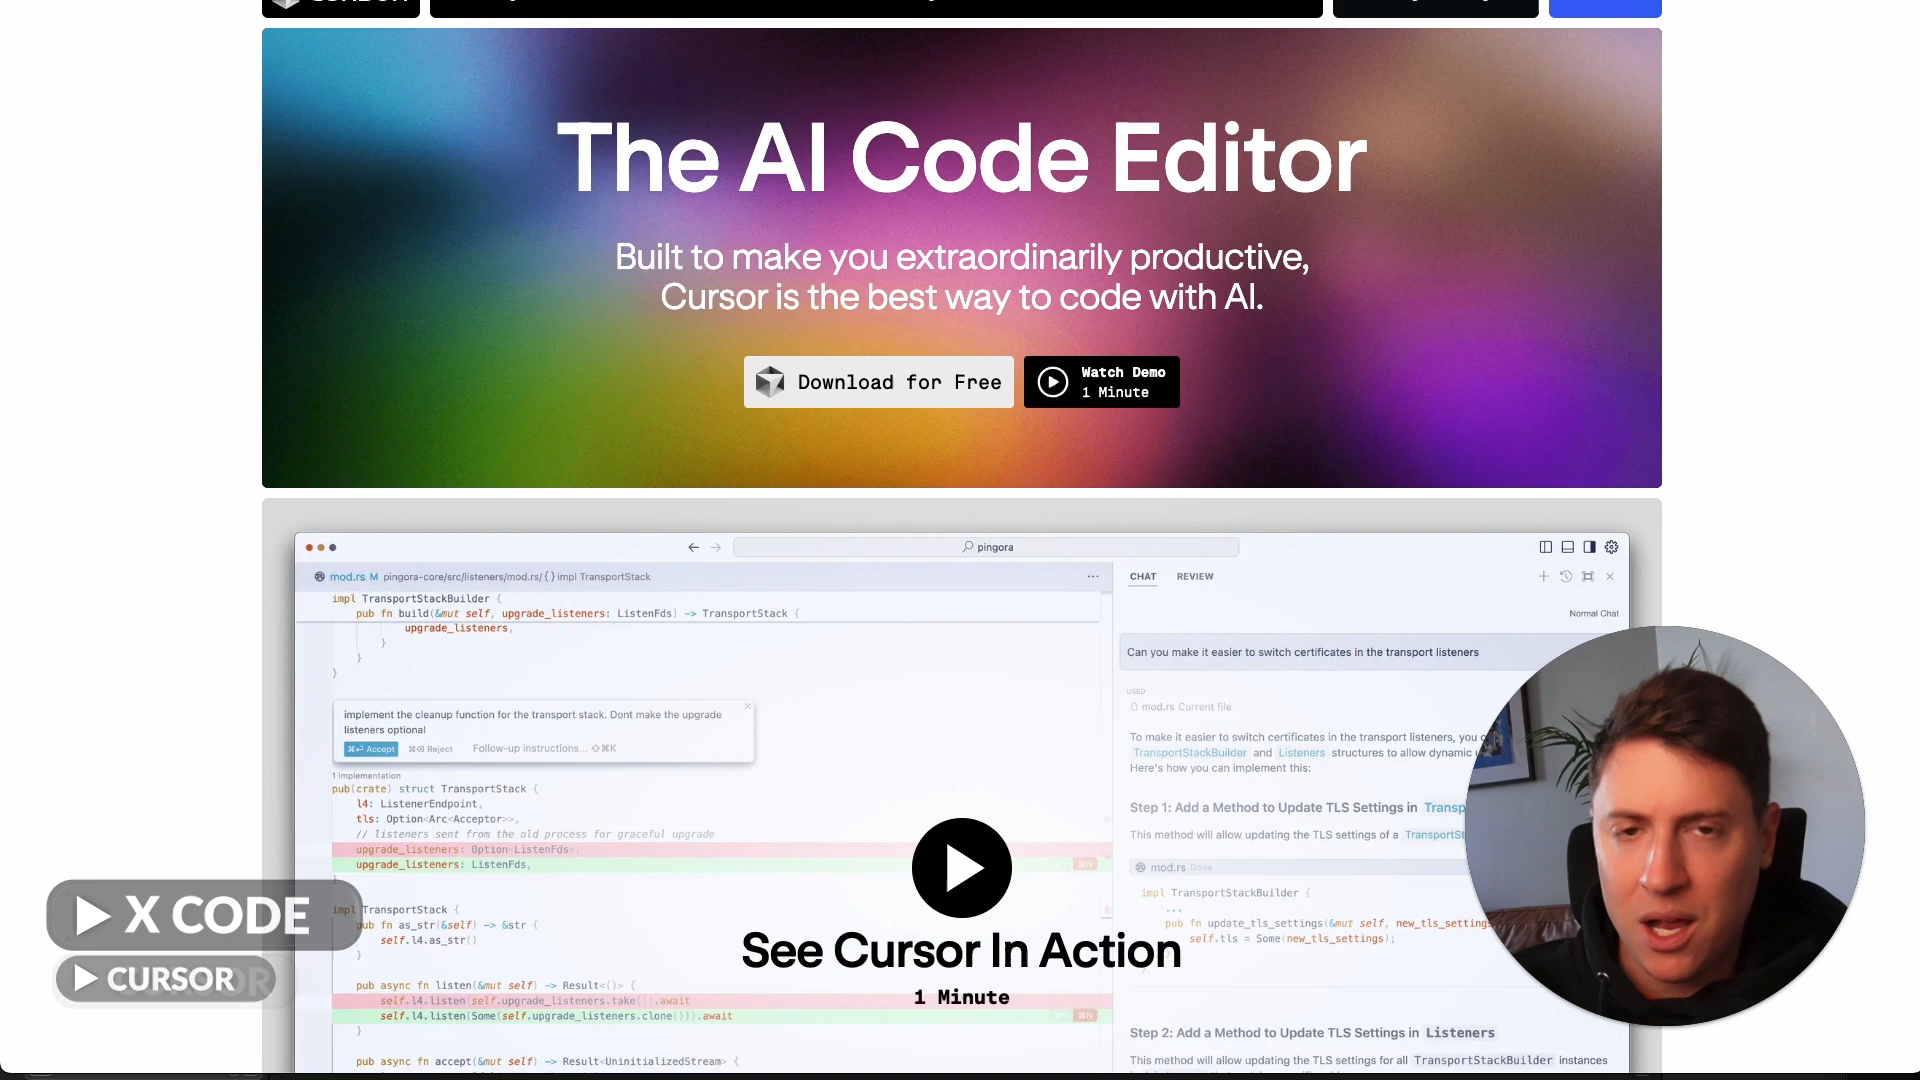 The AI Code Editor
Built to make you extraordinarily productive,
Cursor is the best way to code with AI.
Download for Free
Watch Demo
1 Minute
pingora
mod.rs M pingora-core/src/listeners/mod.rs/ {} impl TransportStack
impl TransportStackBuilder {
pub fn build(&mut self, upgrade_listeners: ListenFds) -> TransportStack {
upgrade_listeners,
}
}
}
implement the cleanup function for the transport stack. Dont make the upgrade
listeners optional
Accept
Reject
Follow-up instructions... ⇧⌘K
1 implementation
pub(crate) struct TransportStack {
l4: ListenerEndpoint,
tls: Option<Arc<Acceptor>>,
// listeners sent from the old process for graceful upgrade
upgrade_listeners: Option<ListenFds>,
upgrade_listeners: ListenFds,
}
impl TransportStack {
pub fn as_str(&self) -> &str {
self.l4.as_str()
}
pub async fn listen(&mut self) -> Result<()> {
self.l4.listen(self.upgrade_listeners.take()).await
self.l4.listen(Some(self.upgrade_listeners.clone())).await
}
pub async fn accept(&mut self) -> Result<UninitializedStream> {
CHAT REVIEW
Normal Chat
Can you make it easier to switch certificates in the transport listeners
USED
mod.rs Current file
To make it easier to switch certificates in the transport listeners, you
TransportStackBuilder and Listeners structures to allow dynamic
Here's how you can implement this:
Step 1: Add a Method to Update TLS Settings in
This method will allow updating the TLS settings of a
mod.rs Done
impl TransportStackBuilder {
...
pub fn update_tls_settings(&mut self, new_tls_settings
self.tls = Some(new_tls_settings);
Step 2: Add a Method to Update TLS Settings in Listeners
This method will allow updating the TLS settings for all TransportStackBuilder instances
See Cursor In Action
1 Minute
X CODE
CURSOR